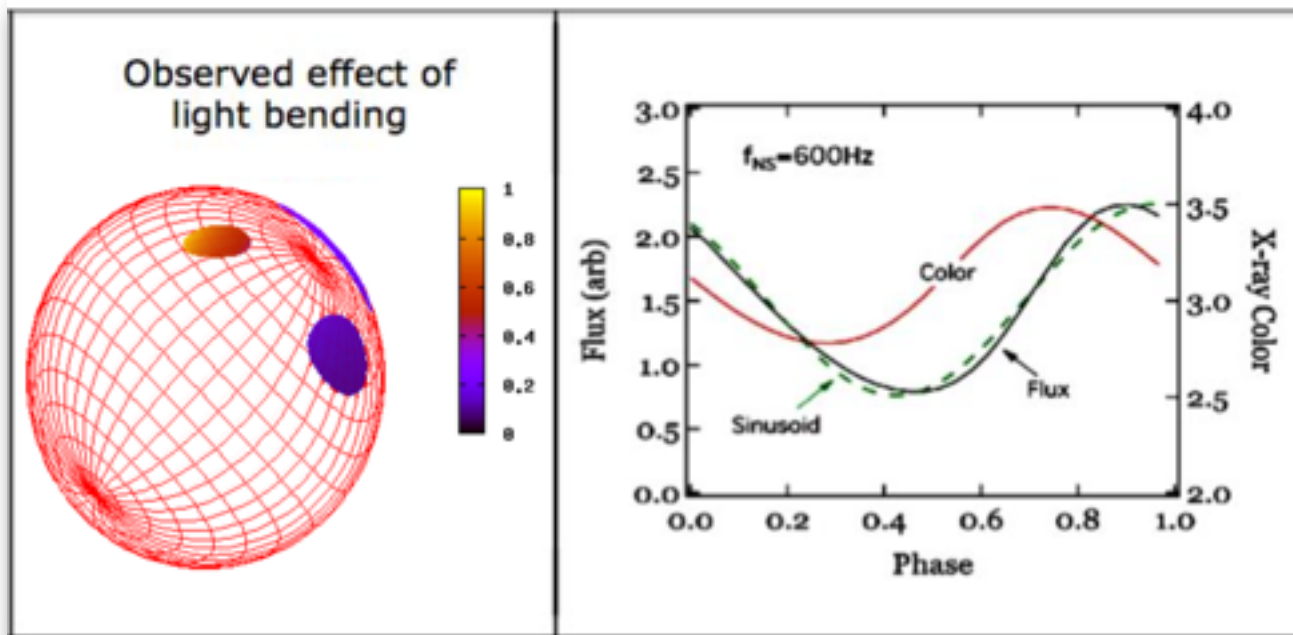 Observed effect of
light bending
1
0.8
0.6
0.4
0.2
0
3.0
2.5
2.0
1.5
1.0
0.5
0.0
Flux (arb)
f_NS=600Hz
Color
Sinusoid
Flux
4.0
3.5
3.0
2.5
2.0
X-ray Color
0.0 0.2 0.4 0.6 0.8 1.0
Phase